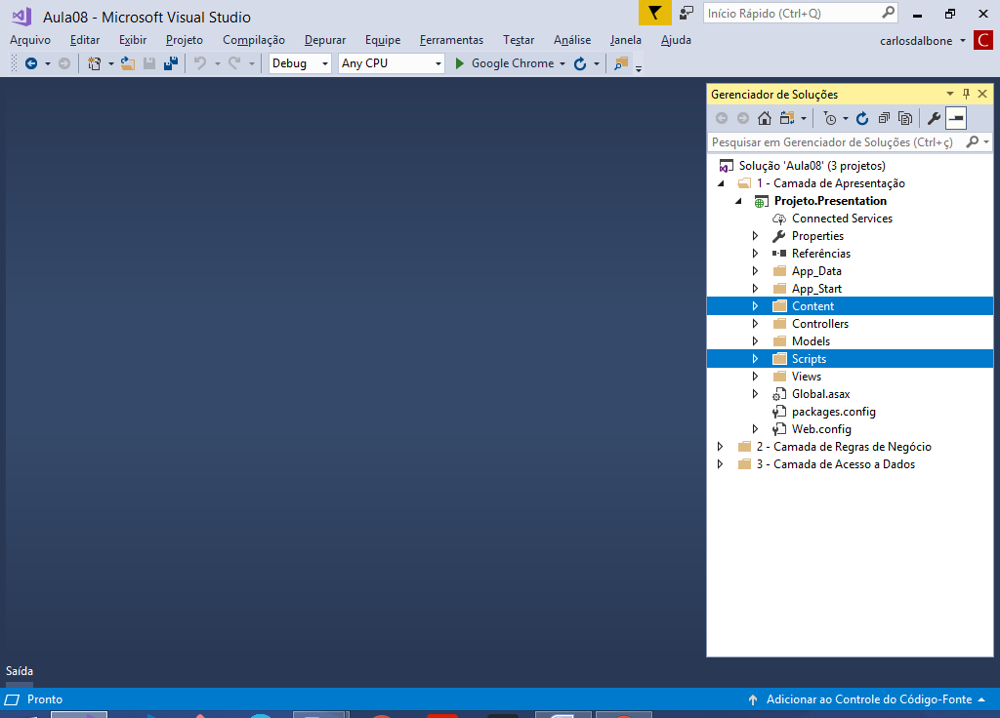 Aula08 - Microsoft Visual Studio
Início Rápido (Ctrl+Q)
Arquivo Editar Exibir Projeto Compilação Depurar Equipe Ferramentas Testar Análise Janela Ajuda
carlosdalbone C
Debug Any CPU Google Chrome
Gerenciador de Soluções
Pesquisar em Gerenciador de Soluções (Ctrl+ç)
Solução 'Aula08' (3 projetos)
1 - Camada de Apresentação
Projeto.Presentation
Connected Services
Properties
Referências
App_Data
App_Start
Content
Controllers
Models
Scripts
Views
Global.asax
packages.config
Web.config
2 - Camada de Regras de Negócio
3 - Camada de Acesso a Dados
Saída
Pronto
Adicionar ao Controle do Código-Fonte